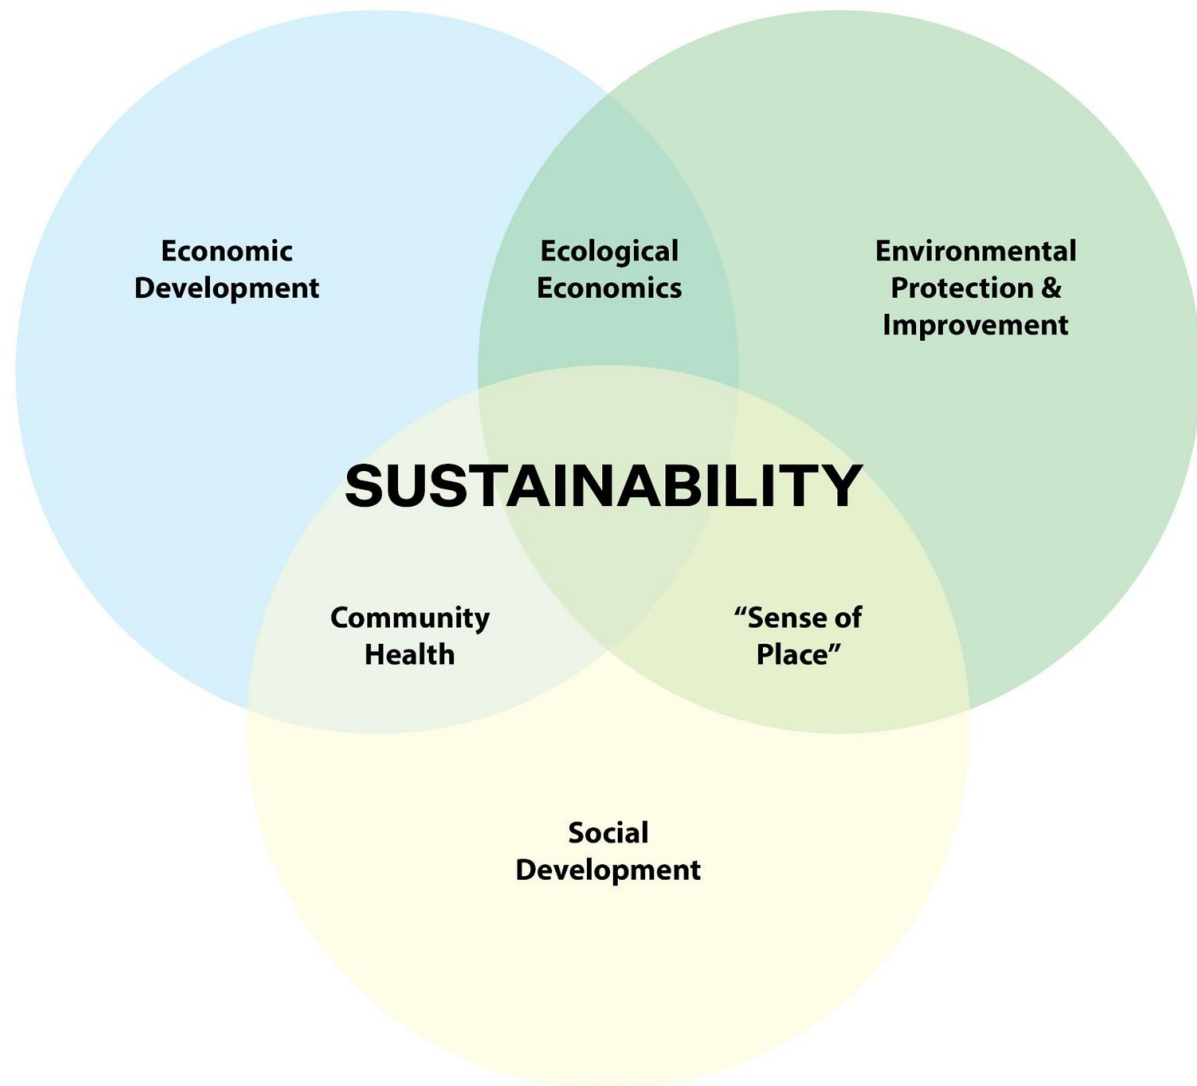 Economic
Development
Ecological
Economics
Environmental
Protection &
Improvement
SUSTAINABILITY
Community
Health
“Sense of
Place”
Social
Development